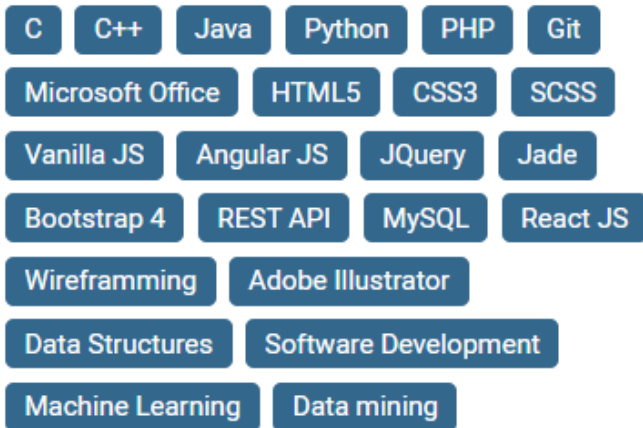 C C++ Java Python PHP Git
Microsoft Office HTML5 CSS3 SCSS
Vanilla JS Angular JS JQuery Jade
Bootstrap 4 REST API MySQL React JS
Wireframming Adobe Illustrator
Data Structures Software Development
Machine Learning Data mining